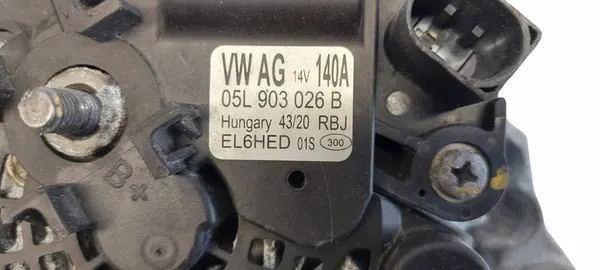 VW AG 14V 140A
05L 903 026 B
Hungary 43/20 RBJ
EL6HED 01S 300
B+